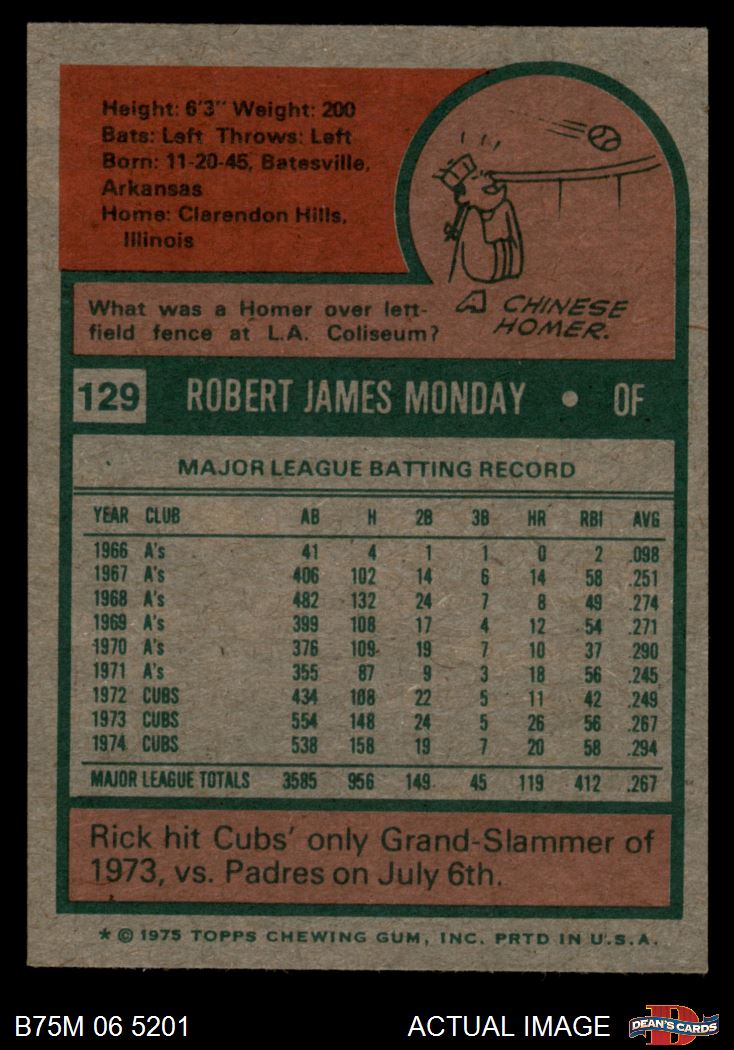 Height: 6'3" Weight: 200
Bats: Left Throws: Left
Born: 11-20-45, Batesville,
Arkansas
Home: Clarendon Hills,
Illinois
What was a Homer over left-
field fence at L.A. Coliseum?
A CHINESE
HOMER.
129 ROBERT JAMES MONDAY • OF
MAJOR LEAGUE BATTING RECORD
YEAR CLUB AB H 2B 3B HR RBI AVG
1966 A's 41 4 1 1 0 2 .098
1967 A's 406 102 14 6 14 58 .251
1968 A's 482 132 24 7 8 49 .274
1969 A's 399 108 17 4 12 54 .271
1970 A's 376 109 19 7 10 37 .290
1971 A's 355 87 9 3 18 56 .245
1972 CUBS 434 108 22 5 11 42 .249
1973 CUBS 554 148 24 5 26 56 .267
1974 CUBS 538 158 19 7 20 58 .294
MAJOR LEAGUE TOTALS 3585 956 149 45 119 412 .267
Rick hit Cubs' only Grand-Slammer of
1973, vs. Padres on July 6th.
* © 1975 TOPPS CHEWING GUM, INC. PRTD IN U.S.A.
B75M 06 5201 ACTUAL IMAGE
D
DEAN'S CARDS